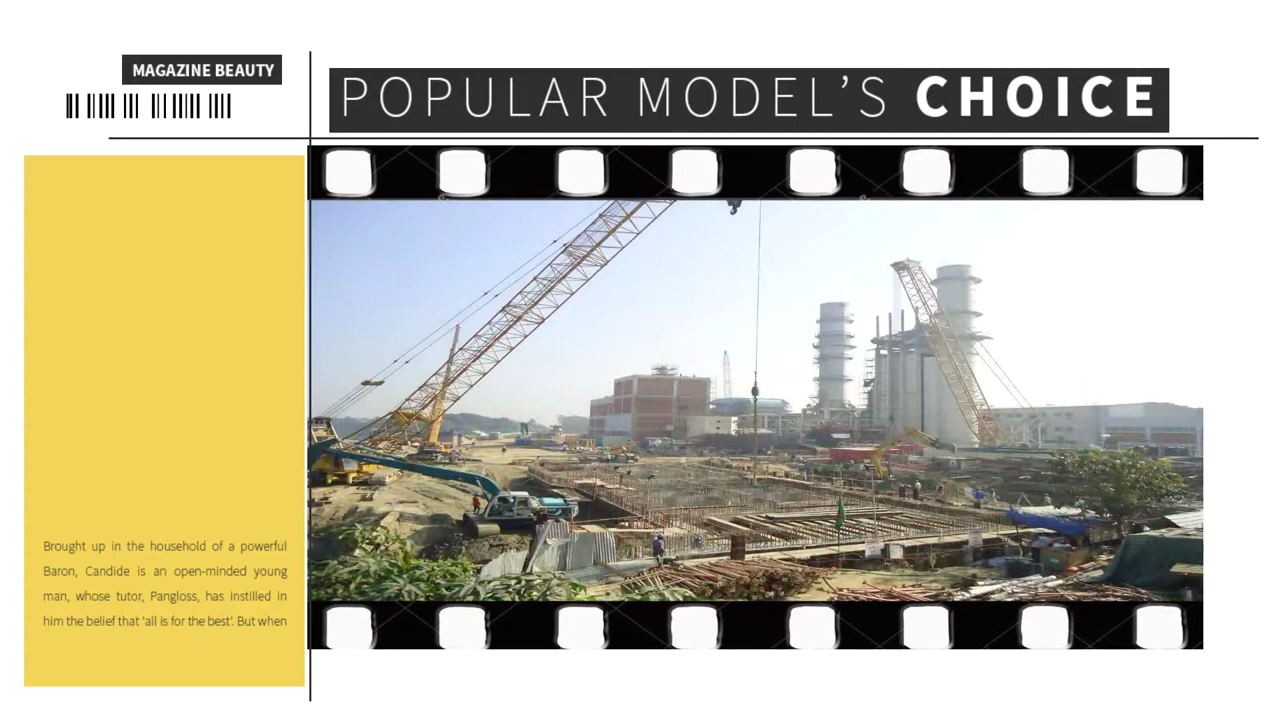 MAGAZINE BEAUTY
POPULAR MODEL’S CHOICE
Brought up in the household of a powerful
Baron, Candide is an open-minded young
man, whose tutor, Pangloss, has instilled in
him the belief that ‘all is for the best’. But when